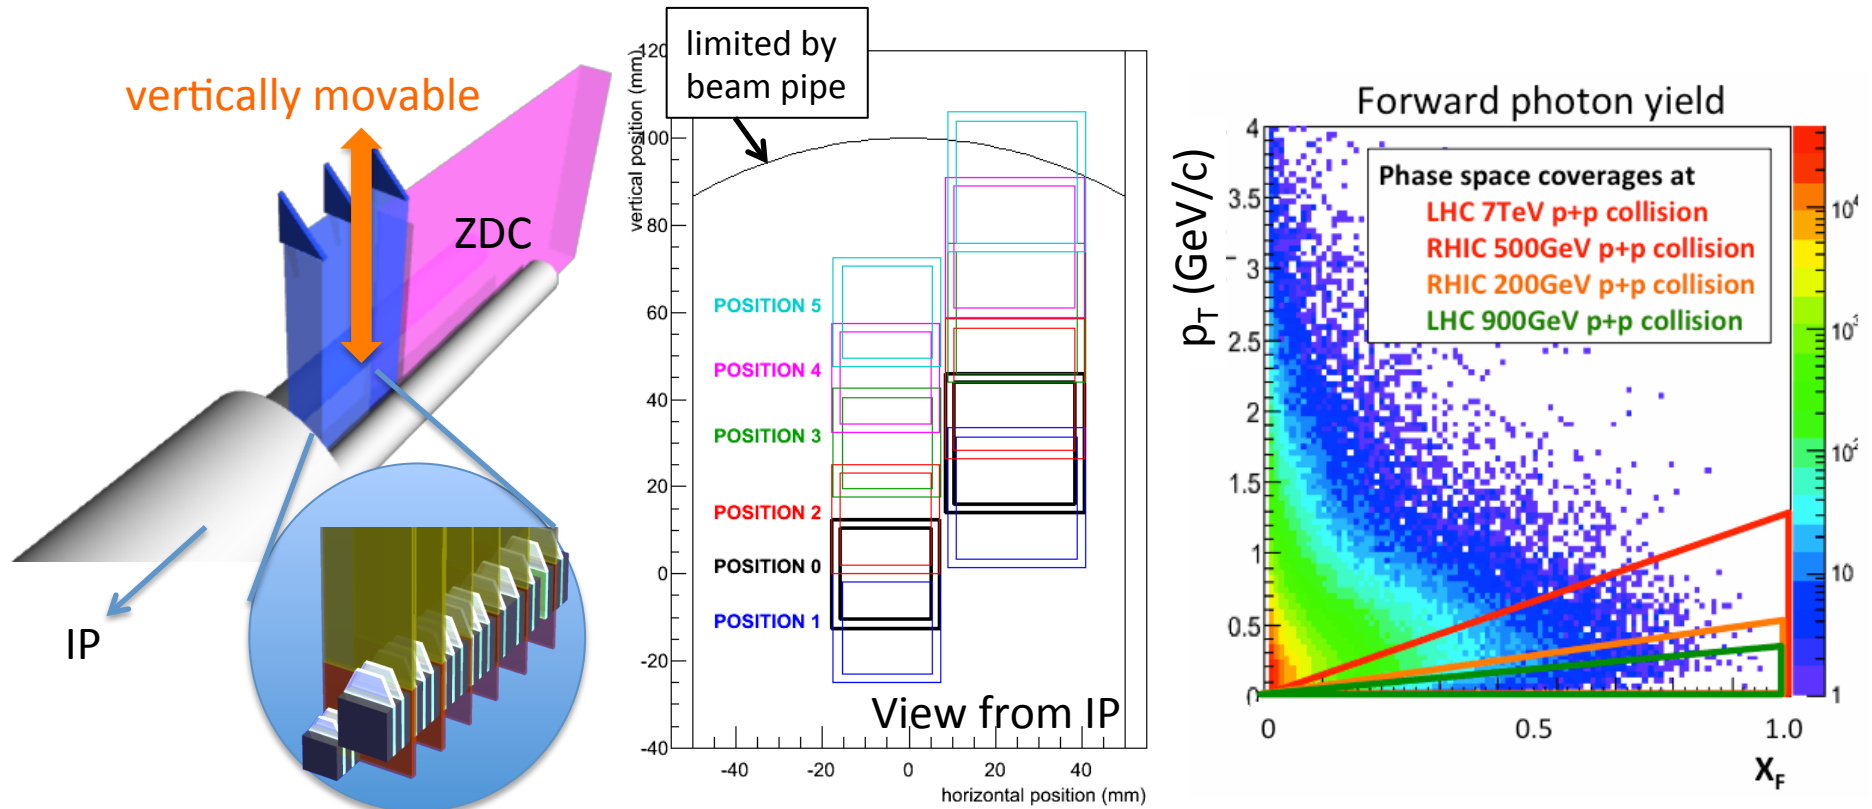 vertically movable
ZDC
IP
limited by
beam pipe
vertical position (mm)
120
100
80
60
40
20
0
-20
-40
POSITION 5
POSITION 4
POSITION 3
POSITION 2
POSITION 0
POSITION 1
View from IP
-40 -20 0 20 40
horizontal position (mm)
Forward photon yield
Phase space coverages at
LHC 7TeV p+p collision
RHIC 500GeV p+p collision
RHIC 200GeV p+p collision
LHC 900GeV p+p collision
pT (GeV/c)
4
3.5
3
2.5
2
1.5
1
0.5
0
0 0.5 1.0
XF
10⁴
10³
10²
10
1